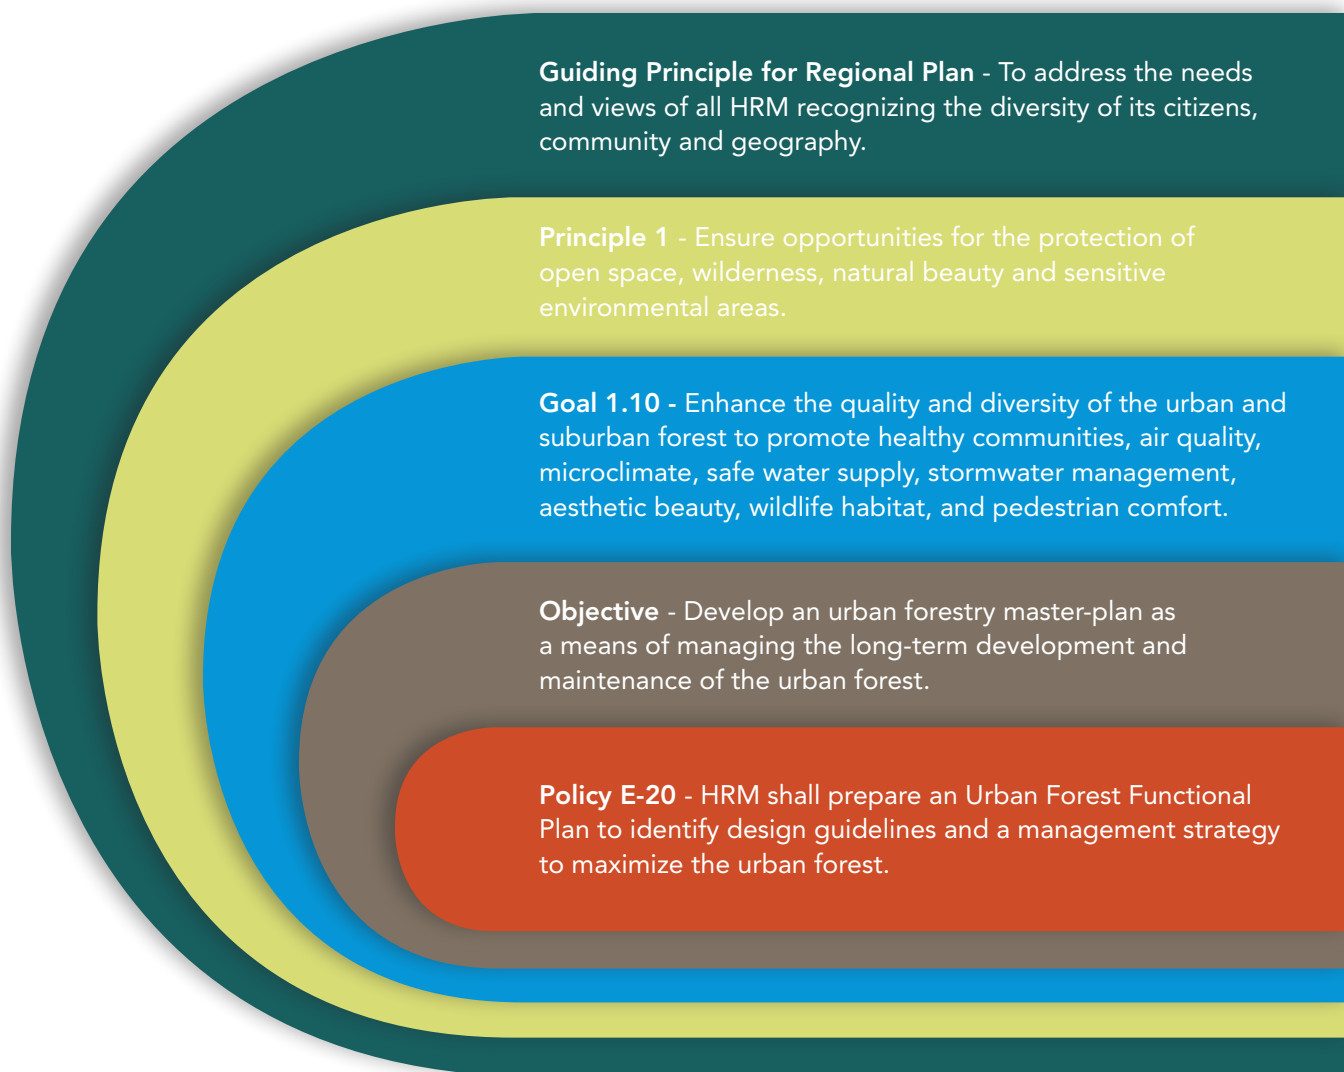 Guiding Principle for Regional Plan - To address the needs
and views of all HRM recognizing the diversity of its citizens,
community and geography.
Principle 1 - Ensure opportunities for the protection of
open space, wilderness, natural beauty and sensitive
environmental areas.
Goal 1.10 - Enhance the quality and diversity of the urban and
suburban forest to promote healthy communities, air quality,
microclimate, safe water supply, stormwater management,
aesthetic beauty, wildlife habitat, and pedestrian comfort.
Objective - Develop an urban forestry master-plan as
a means of managing the long-term development and
maintenance of the urban forest.
Policy E-20 - HRM shall prepare an Urban Forest Functional
Plan to identify design guidelines and a management strategy
to maximize the urban forest.